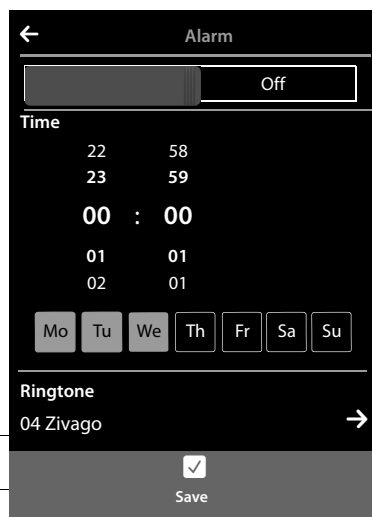 Alarm
Off
Time
22 58
23 59
00 : 00
01 01
02 01
Mo Tu We Th Fr Sa Su
Ringtone
04 Zivago
Save